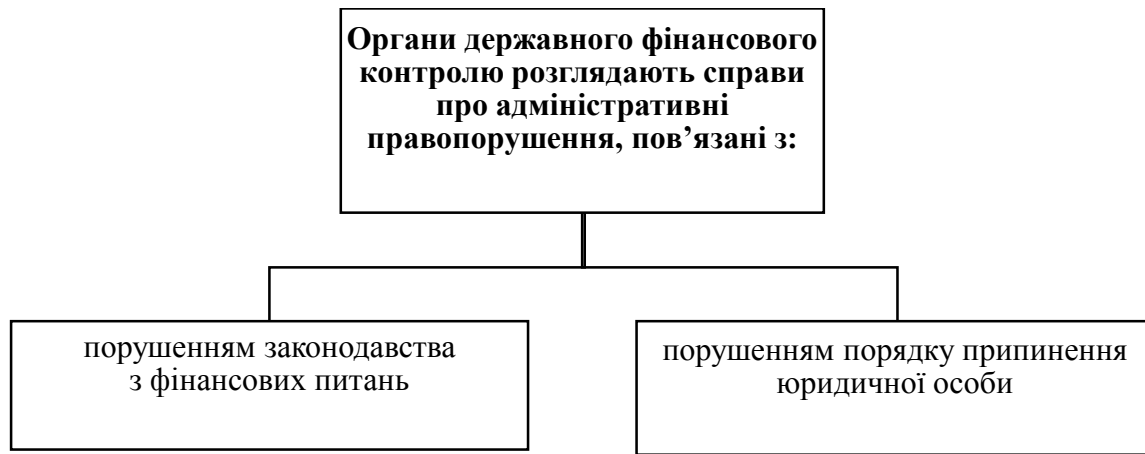 Органи державного фінансового
контролю розглядають справи
про адміністративні
правопорушення, пов’язані з:
порушенням законодавства
з фінансових питань
порушенням порядку припинення
юридичної особи